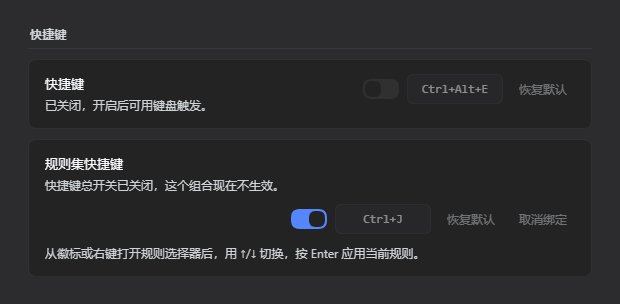 快捷键
快捷键
已关闭，开启后可用键盘触发。
Ctrl+Alt+E
恢复默认
规则集快捷键
快捷键总开关已关闭，这个组合现在不生效。
Ctrl+J
恢复默认
取消绑定
从徽标或右键打开规则选择器后，用 ↑/↓ 切换，按 Enter 应用当前规则。